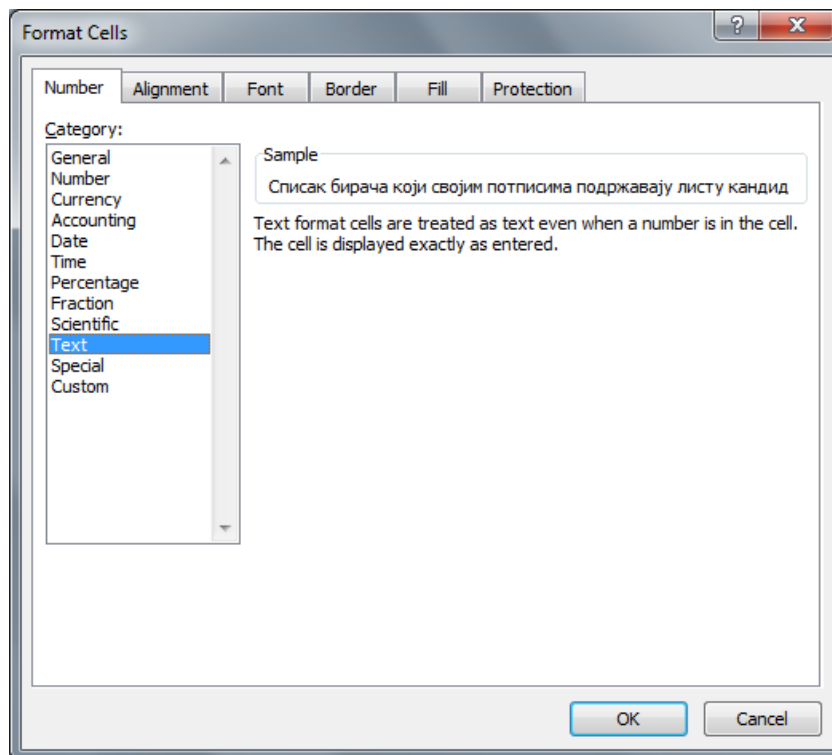 Format Cells
Number Alignment Font Border Fill Protection
Category:
General
Number
Currency
Accounting
Date
Time
Percentage
Fraction
Scientific
Text
Special
Custom
Sample
Списак бирача који својим потписима подржавају листу кандид
Text format cells are treated as text even when a number is in the cell.
The cell is displayed exactly as entered.
OK Cancel